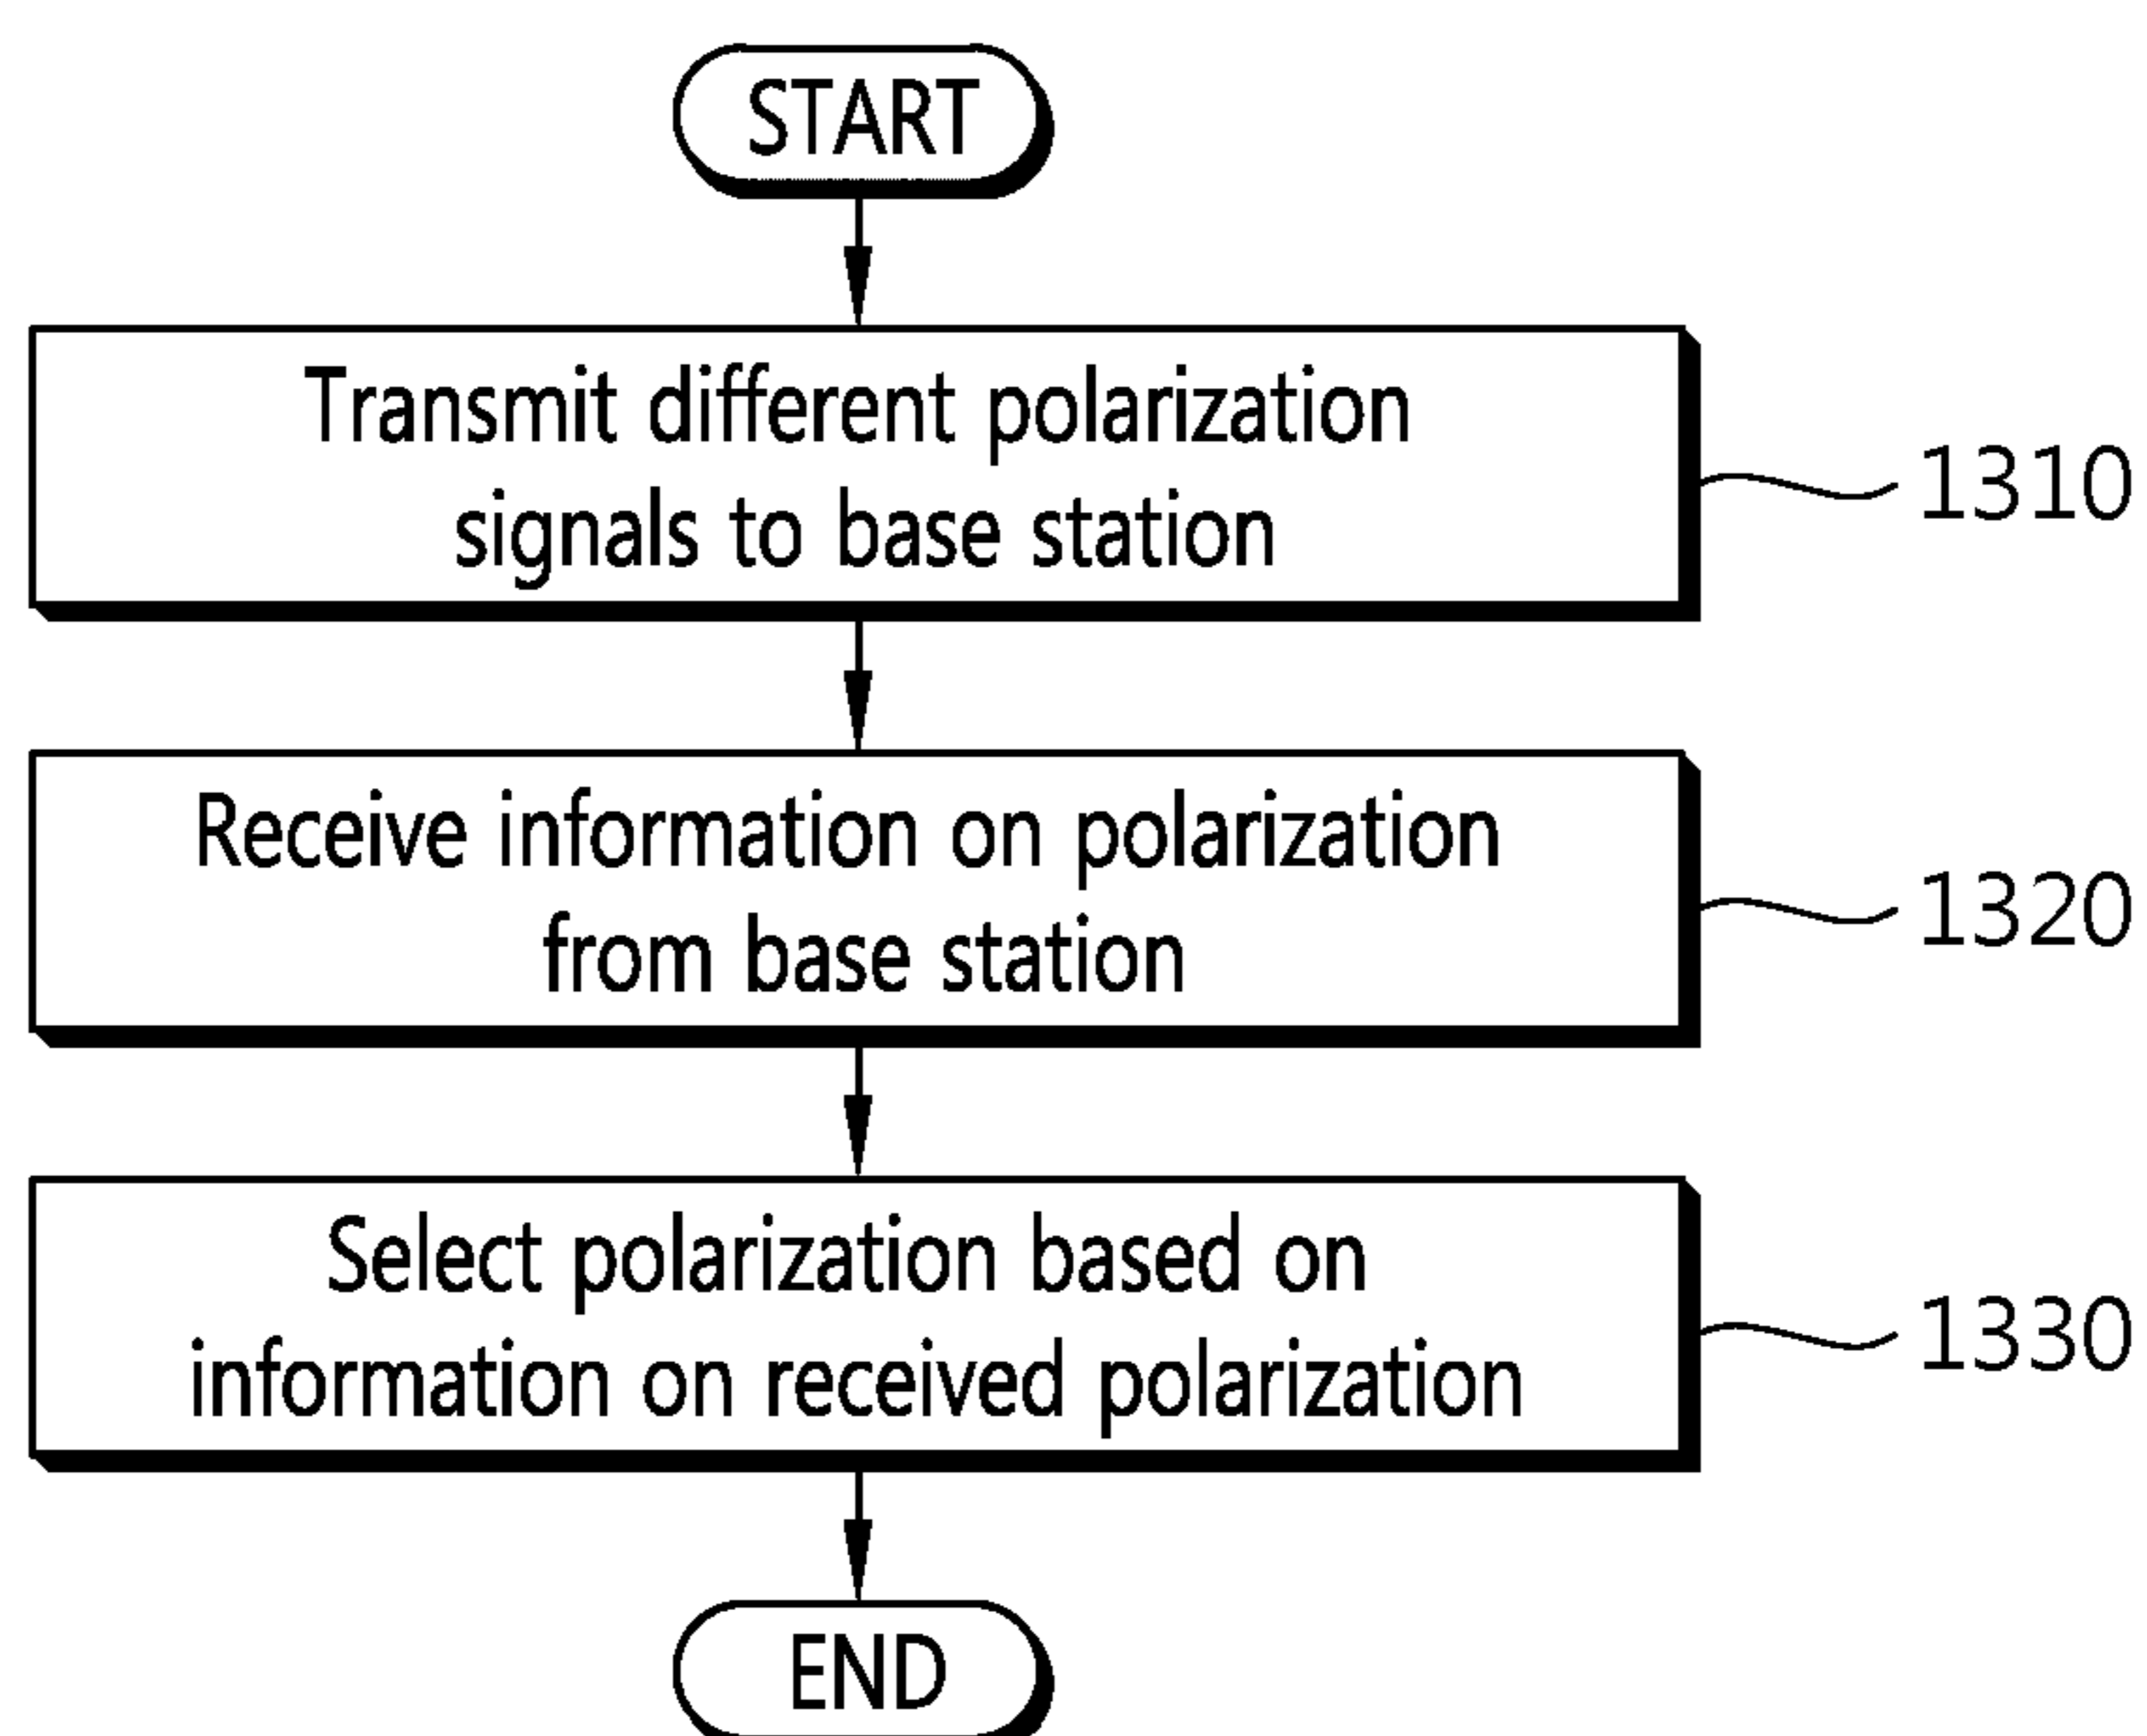 START
Transmit different polarization
signals to base station
1310
Receive information on polarization
from base station
1320
Select polarization based on
information on received polarization
1330
END